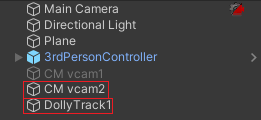 Main Camera
Directional Light
Plane
3rdPersonController
CM vcam1
CM vcam2
DollyTrack1